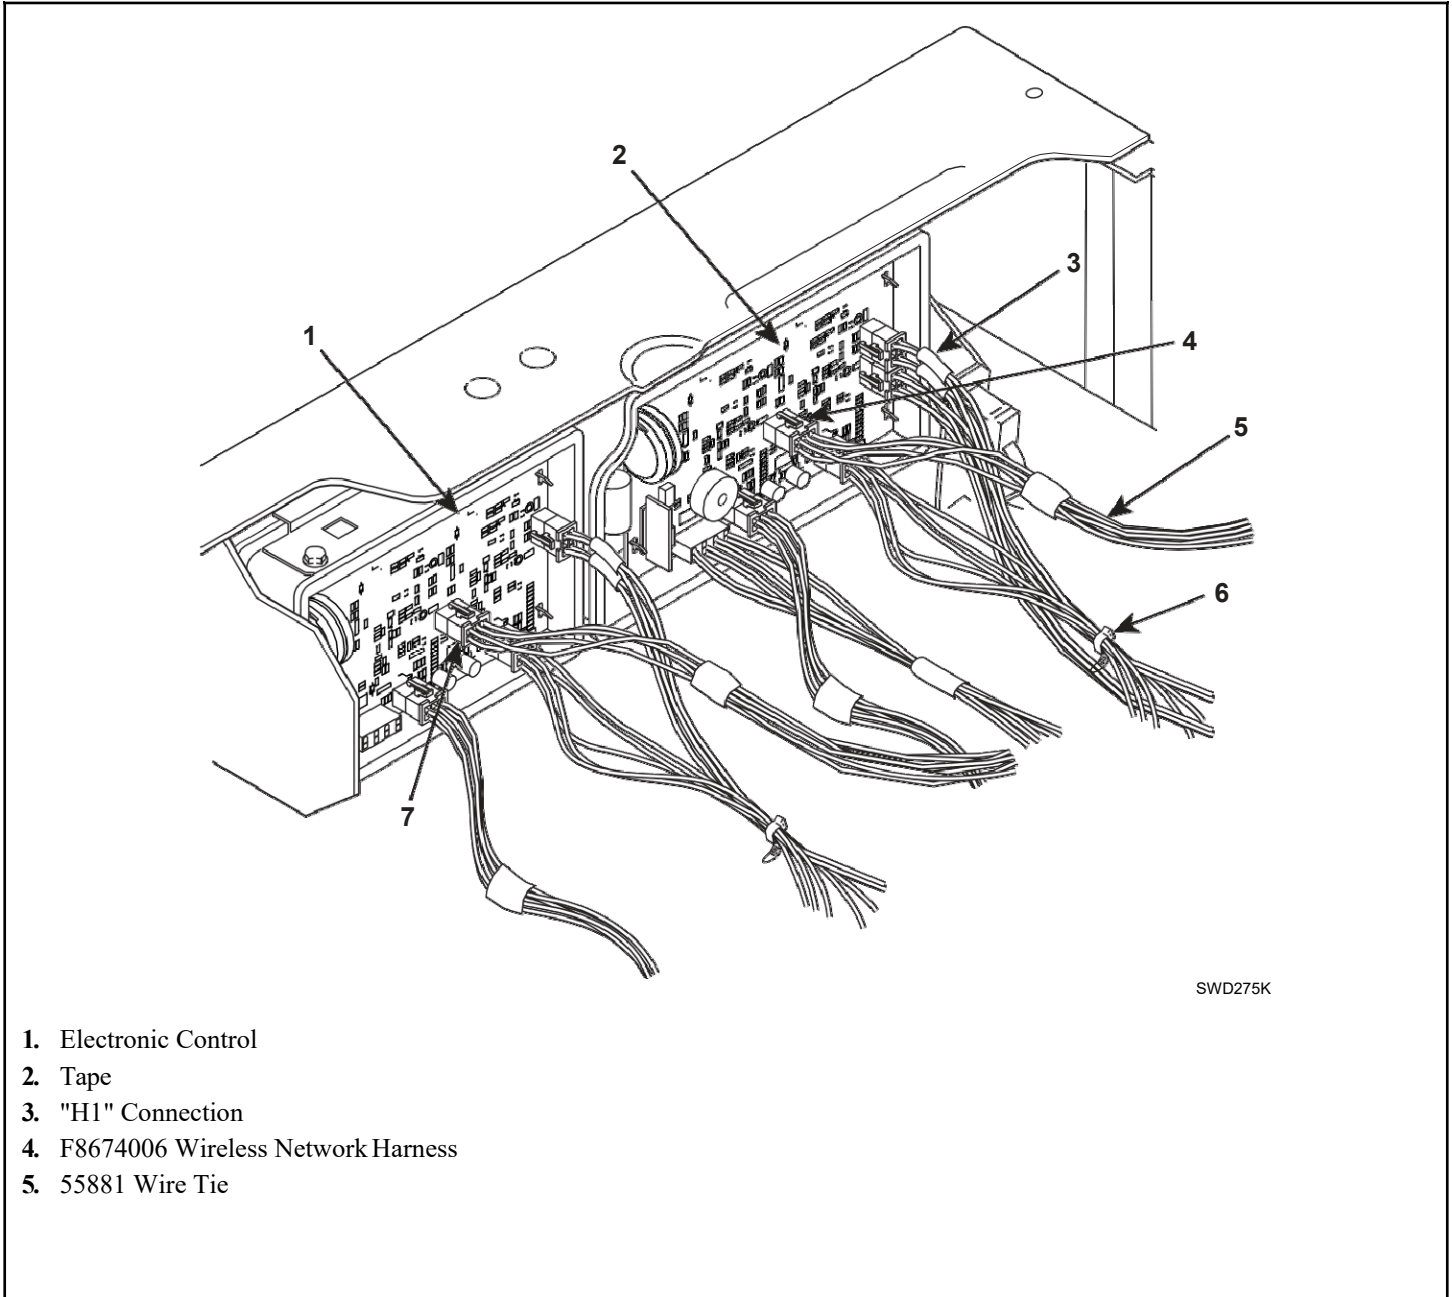 2
3
1
4
5
6
7
SWD275K
1. Electronic Control
2. Tape
3. "H1" Connection
4. F8674006 Wireless Network Harness
5. 55881 Wire Tie